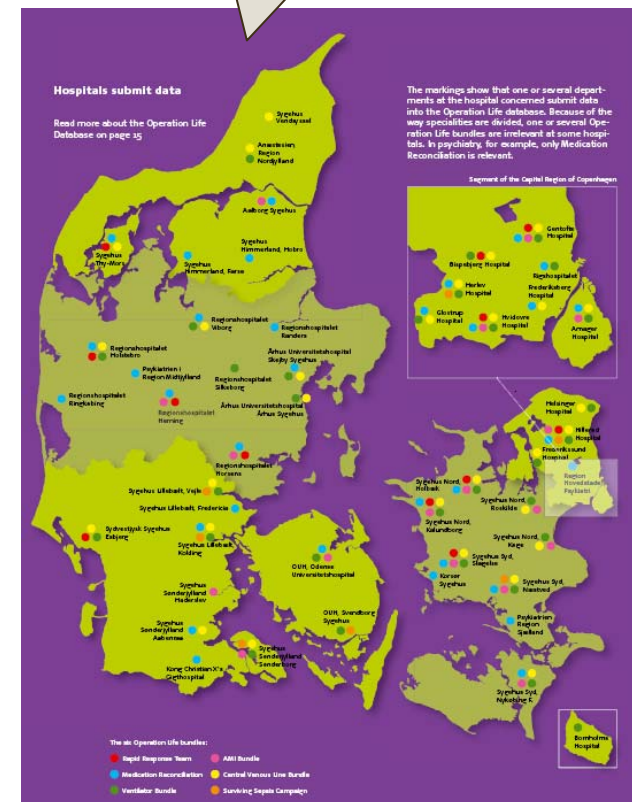 Hospitals submit data
Read more about the Operation Life
Database on page 15
The markings show that one or several depart-
ments at the hospital concerned submit data
into the Operation Life database. Because of the
way specialties are divided, one or several Ope-
ration Life bundles are irrelevant at some hospi-
tals. In psychiatry, for example, only Medication
Reconciliation is relevant.
Segment of the Capital Region of Copenhagen
Sygehus
Vendsyssel
Anæstesien,
Region
Nordjylland
Aalborg Sygehus
Sygehus
Thy-Mors
Sygehus
Himmerland, Hobro
Sygehus
Himmerland, Farsø
Gentofte
Hospital
Bispebjerg Hospital
Rigshospitalet
Herlev
Hospital
Frederiksberg
Hospital
Glostrup
Hospital
Hvidovre
Hospital
Amager
Hospital
Regionshospitalet
Viborg
Regionshospitalet
Randers
Regionshospitalet
Holstebro
Psykiatrien i
Region Midtjylland
Århus Universitetshospital
Skejby Sygehus
Regionshospitalet
Silkeborg
Regionshospitalet
Ringkøbing
Regionshospitalet
Herning
Århus Universitetshospital
Århus Sygehus
Regionshospitalet
Horsens
Helsingør
Hospital
Hillerød
Hospital
Frederikssund
Hospital
Region
Hovedstadens
Psykiatri
Sygehus Lillebælt, Vejle
Sygehus Lillebælt, Fredericia
Sydvestjysk Sygehus
Esbjerg
Sygehus Lillebælt,
Kolding
Sygehus Nord,
Holbæk
Sygehus Nord,
Roskilde
Sygehus Nord,
Kalundborg
Sygehus Nord,
Køge
OUH, Odense
Universitetshospital
Sygehus Syd,
Slagelse
Korsør
Sygehus
Sygehus Syd,
Næstved
Sygehus
Sønderjylland
Haderslev
OUH, Svendborg
Sygehus
Psykiatrien
Region
Sjælland
Sygehus
Sønderjylland
Aabenraa
Sygehus
Sønderjylland
Sønderborg
Kong Christian X's
Gigthospital
Sygehus Syd,
Nykøbing F.
Bornholms
Hospital
The six Operation Life bundles:
Rapid Response Team
AMI Bundle
Medication Reconciliation
Central Venous Line Bundle
Ventilator Bundle
Surviving Sepsis Campaign